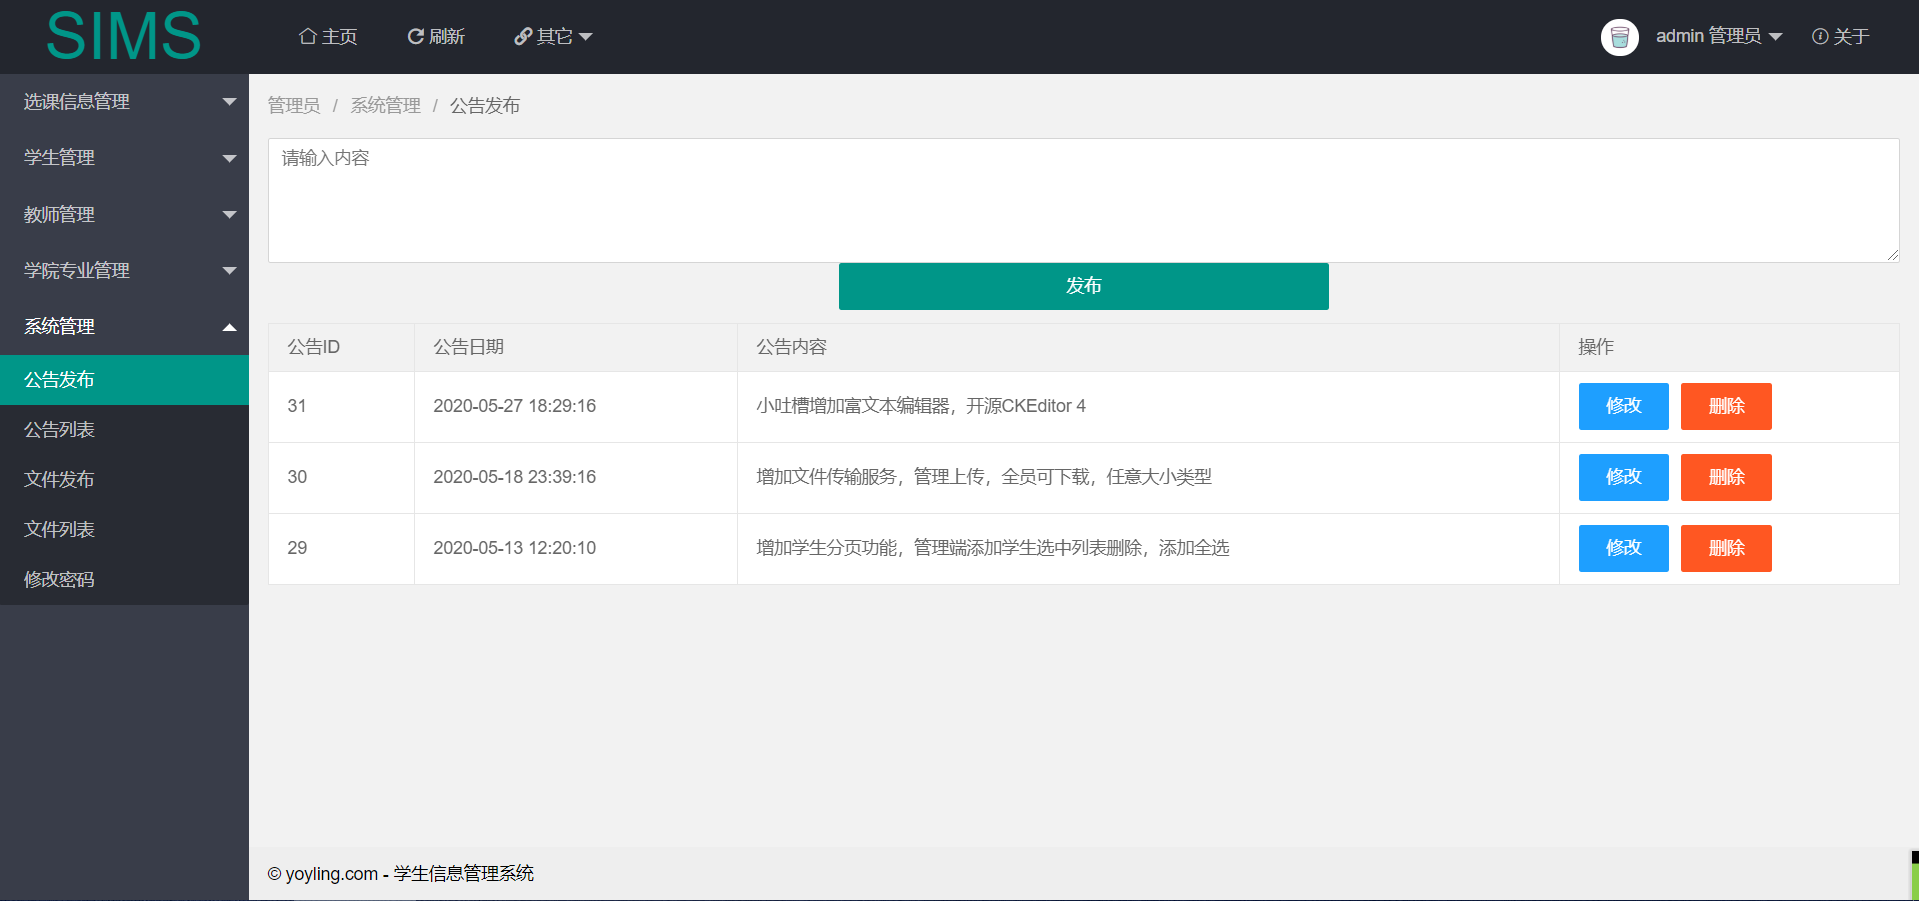 SIMS
主页 刷新 其它 admin 管理员 关于
选课信息管理
学生管理
教师管理
学院专业管理
系统管理
公告发布
公告列表
文件发布
文件列表
修改密码
管理员 / 系统管理 / 公告发布
请输入内容
发布
公告ID 公告日期 公告内容 操作
31 2020-05-27 18:29:16 小吐槽增加富文本编辑器，开源CKEditor 4 修改 删除
30 2020-05-18 23:39:16 增加文件传输服务，管理上传，全员可下载，任意大小类型 修改 删除
29 2020-05-13 12:20:10 增加学生分页功能，管理端添加学生选中列表删除，添加全选 修改 删除
© yoyling.com - 学生信息管理系统